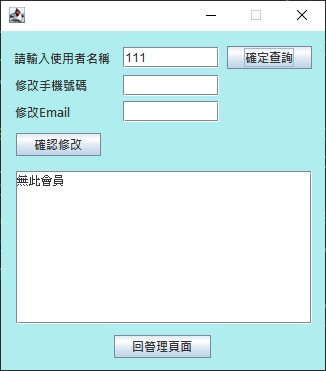 請輸入使用者名稱 111 確定查詢
修改手機號碼
修改Email
確認修改
無此會員
回管理頁面